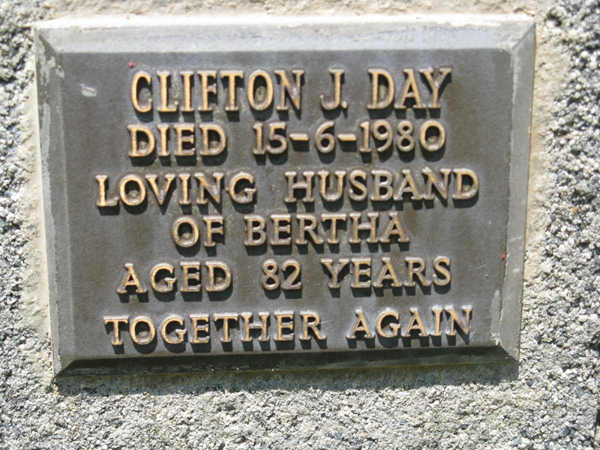 CLIFTON J. DAY
DIED 15-6-1980
LOVING HUSBAND
OF BERTHA
AGED 82 YEARS
TOGETHER AGAIN